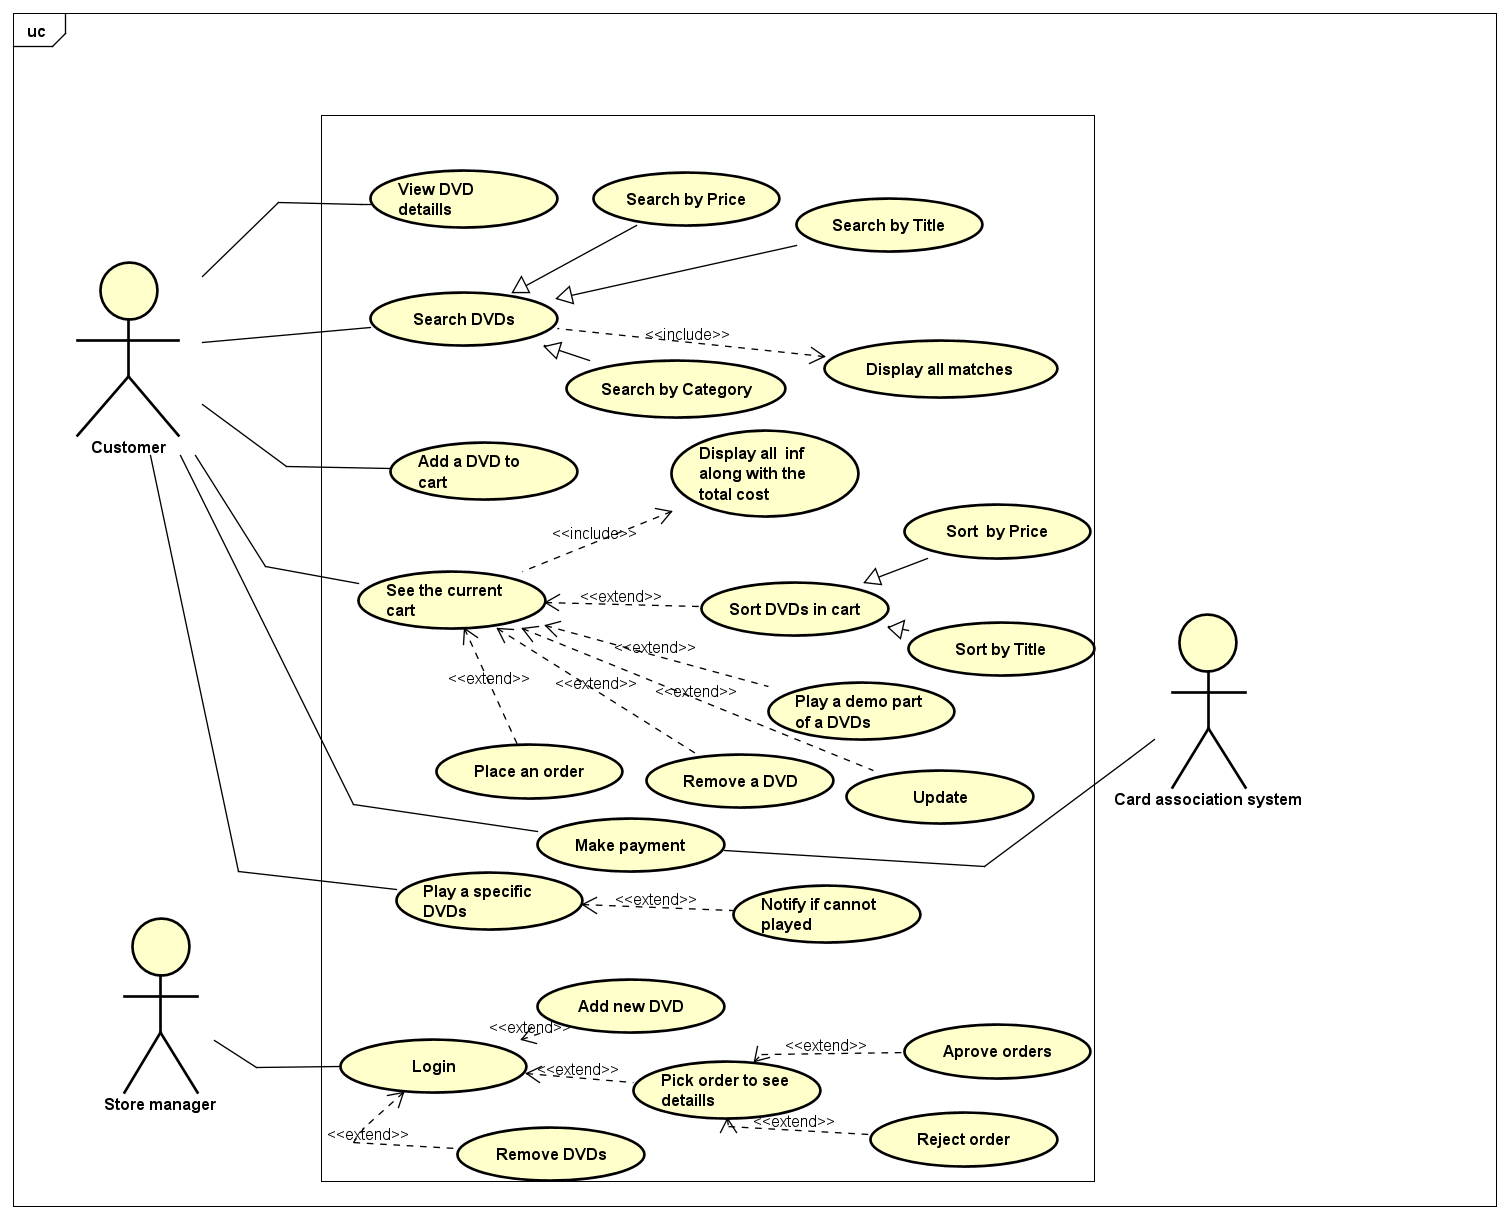 uc
View DVD
detaills
Search by Price
Search by Title
Search DVDs
<<include>>
Display all matches
Search by Category
Customer
Add a DVD to
cart
Display all  inf
along with the
total cost
<<include>>
Sort  by Price
See the current
cart
<<extend>>
Sort DVDs in cart
Sort by Title
<<extend>>
<<extend>>
<<extend>>
<<extend>>
Play a demo part
of a DVDs
Place an order
Remove a DVD
Update
Card association system
Make payment
Play a specific
DVDs
<<extend>>
Notify if cannot
played
Add new DVD
<<extend>>
Login
<<extend>>
Pick order to see
detaills
<<extend>>
Aprove orders
Store manager
<<extend>>
Remove DVDs
<<extend>>
Reject order